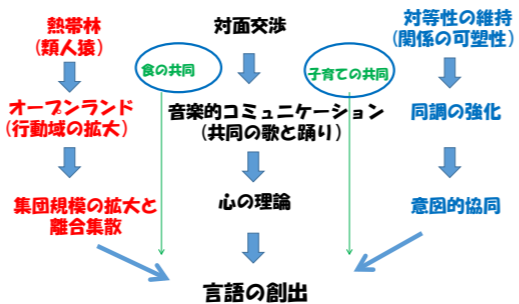 熱帯林
(類人猿)
オープンランド
(行動域の拡大)
集団規模の拡大と
離合集散
食の共同
対面交渉
音楽的コミュニケーション
(共同の歌と踊り)
心の理論
子育ての共同
対等性の維持
(関係の可塑性)
同調の強化
意図的協同
言語の創出